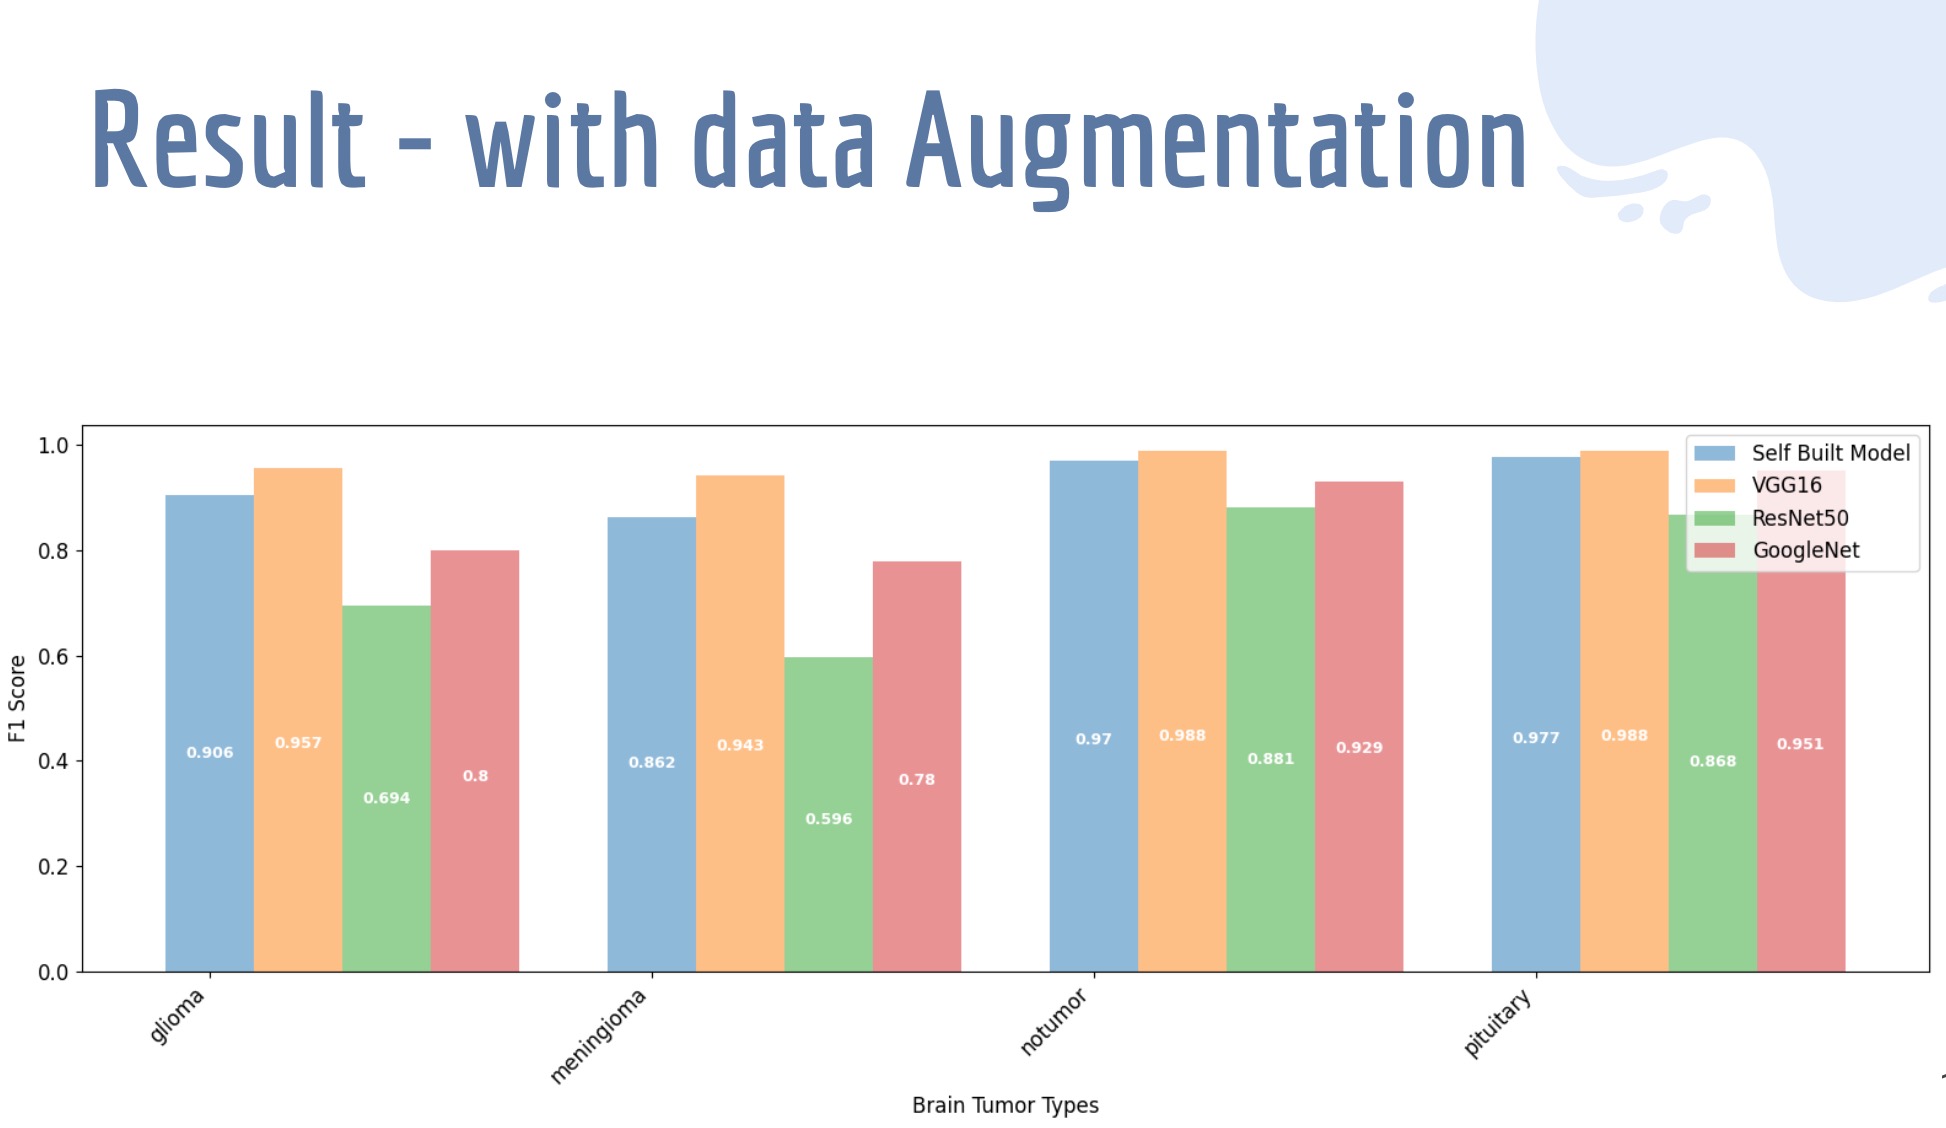 Result - with data Augmentation
1.0
0.8
0.6
0.4
0.2
0.0
F1 Score
Self Built Model
VGG16
ResNet50
GoogleNet
0.906
0.957
0.694
0.8
0.862
0.943
0.596
0.78
0.97
0.988
0.881
0.929
0.977
0.988
0.868
0.951
glioma
meningioma
notumor
pituitary
Brain Tumor Types